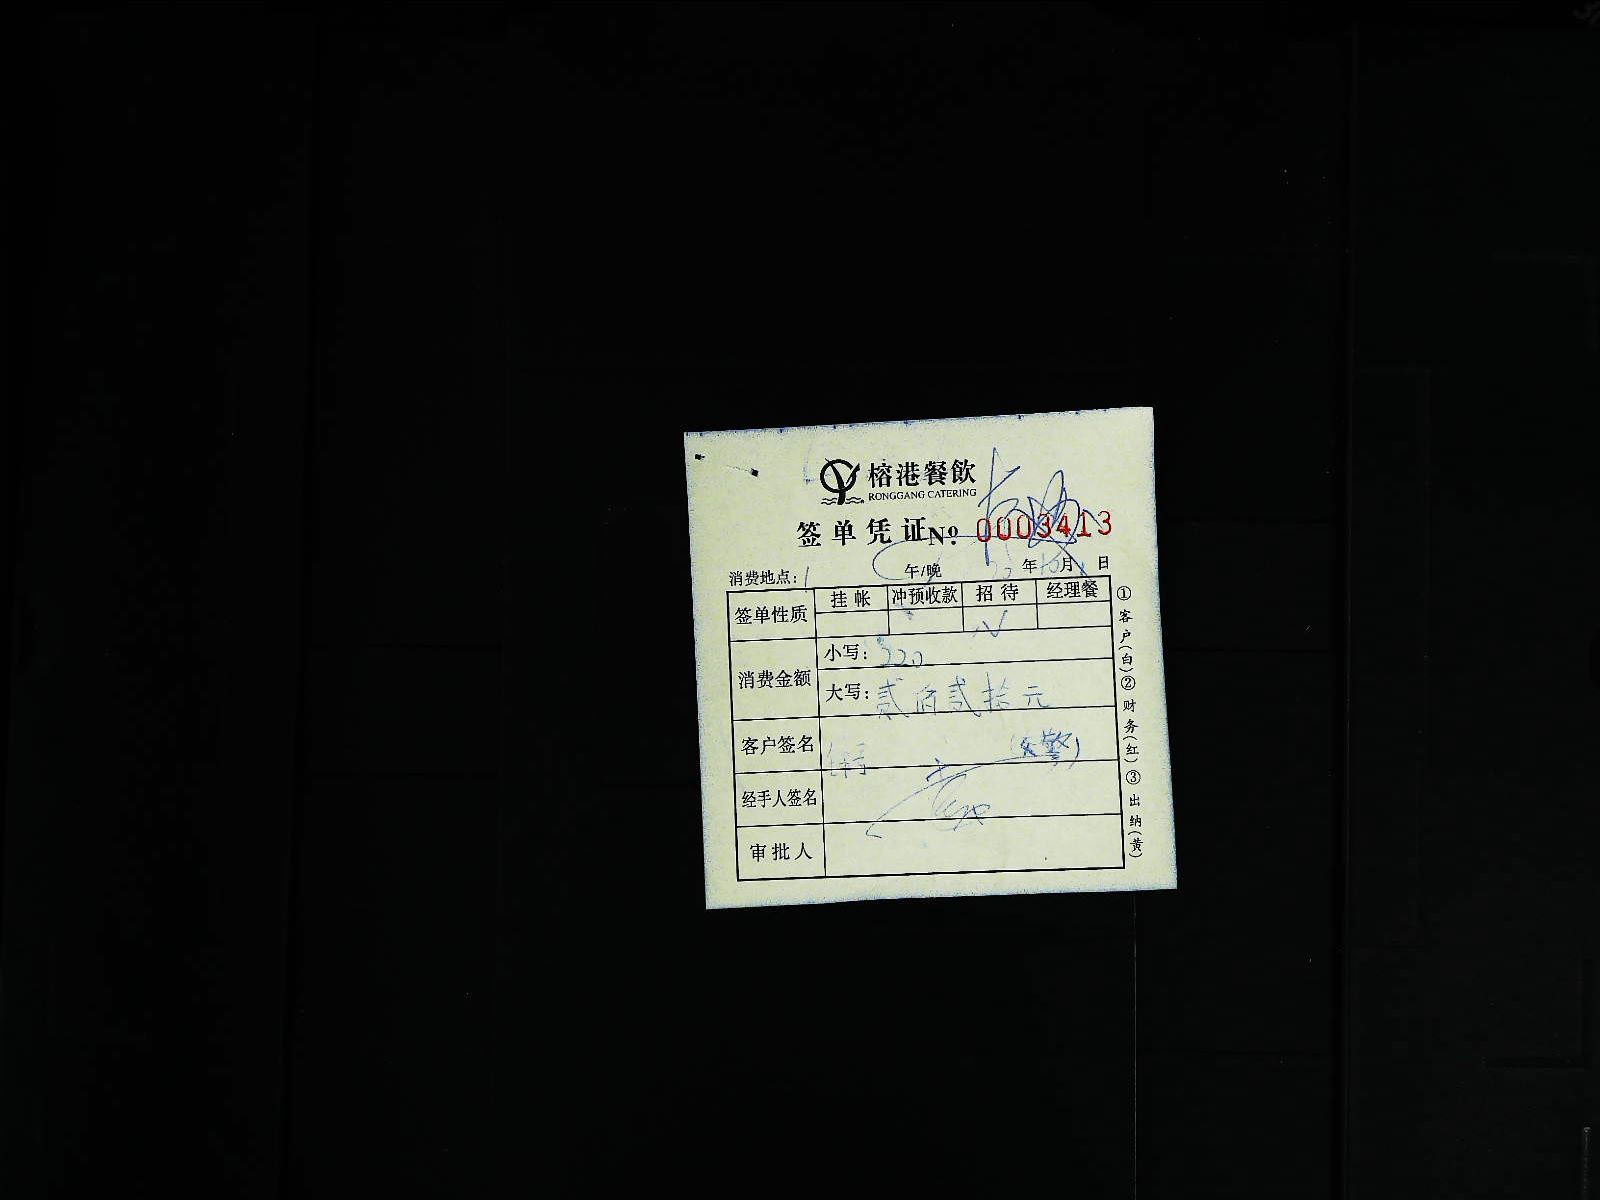 榕港餐飲
RONGGANG CATERING
签单凭证 No. 0003413
消费地点: 午/晚 年 月 日
签单性质 挂帐 冲预收款 招待 经理餐
√
消费金额 小写: 220
大写: 贰佰贰拾元
客户签名
经手人签名
审批人
①客户(白)②财务(红)③出纳(黄)